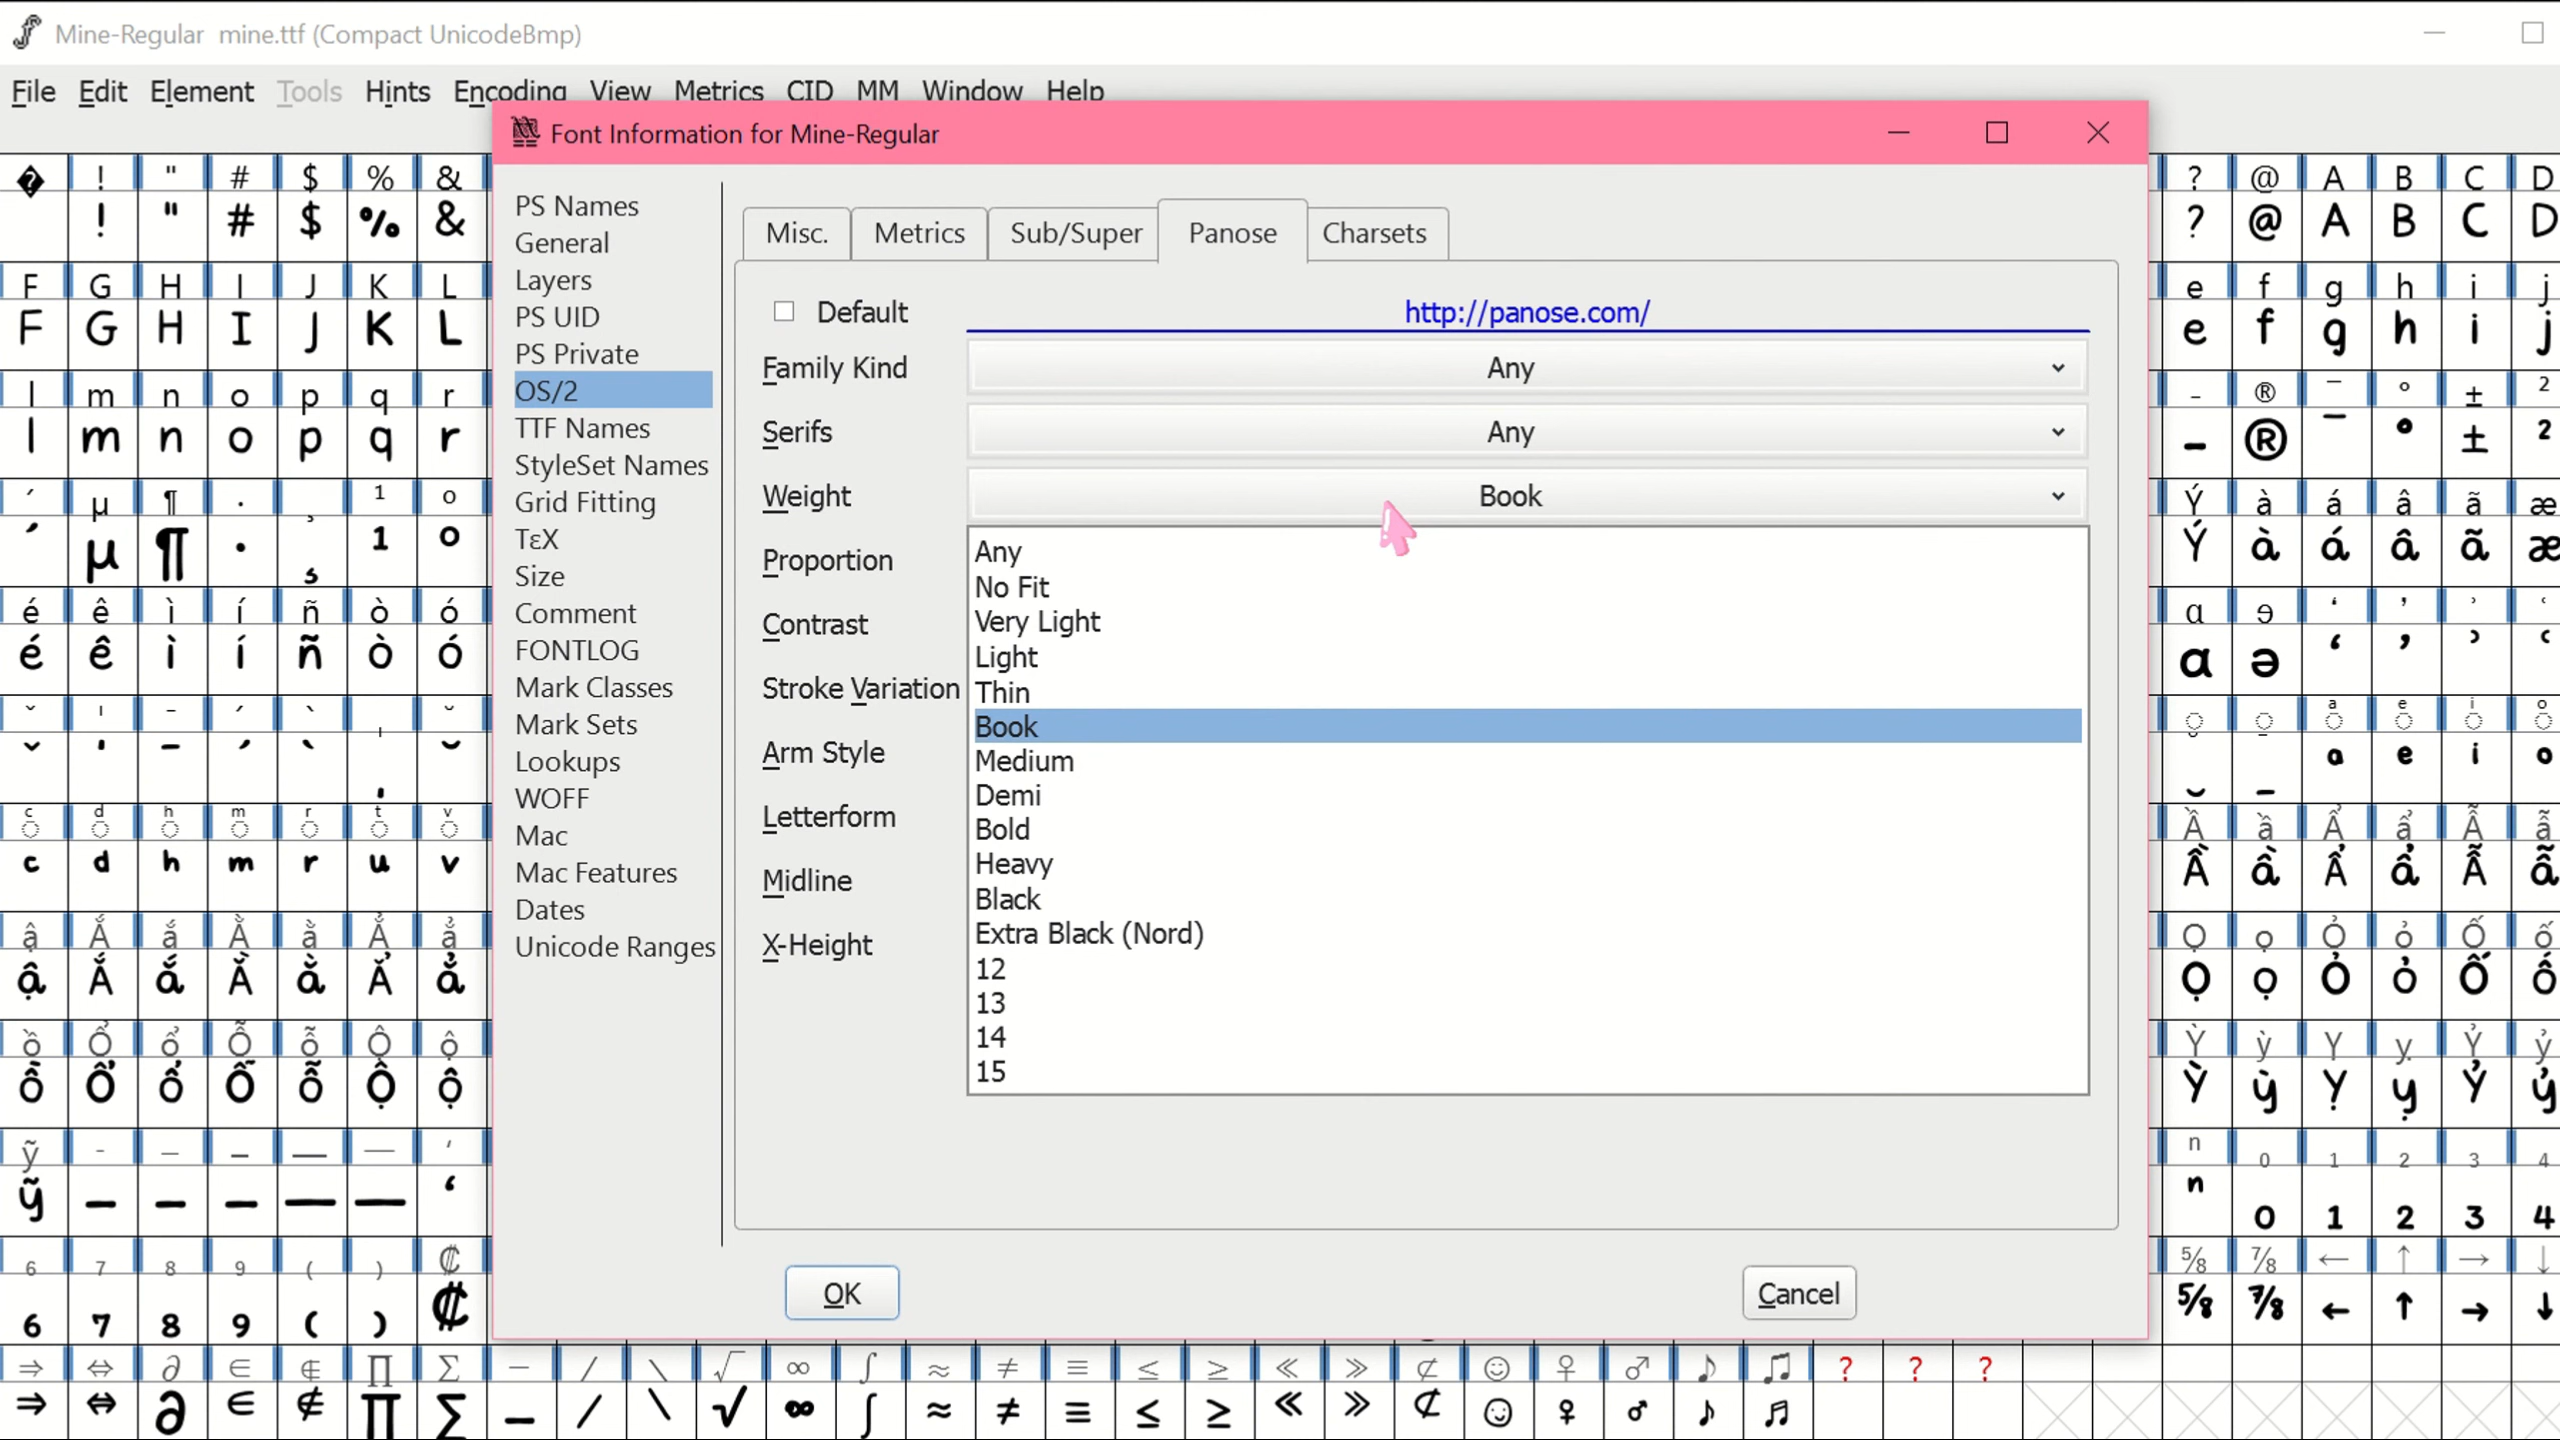 Mine-Regular mine.ttf (Compact UnicodeBmp)
File Edit Element Tools Hints Encoding View Metrics CID MM Window Help
Font Information for Mine-Regular
PS Names
General
Layers
PS UID
PS Private
OS/2
TTF Names
StyleSet Names
Grid Fitting
TεX
Size
Comment
FONTLOG
Mark Classes
Mark Sets
Lookups
WOFF
Mac
Mac Features
Dates
Unicode Ranges
Misc. Metrics Sub/Super Panose Charsets
Default http://panose.com/
Family Kind Any
Serifs Any
Weight Book
Proportion
Contrast
Stroke Variation
Arm Style
Letterform
Midline
X-Height
Any
No Fit
Very Light
Light
Thin
Book
Medium
Demi
Bold
Heavy
Black
Extra Black (Nord)
12
13
14
15
OK Cancel
! " # $ % &
! " # $ % &
F G H I J K L
F G H I J K L
l m n o p q r
l m n o p q r
? @ A B C D
? @ A B C D
e f g h i j
e f g h i j